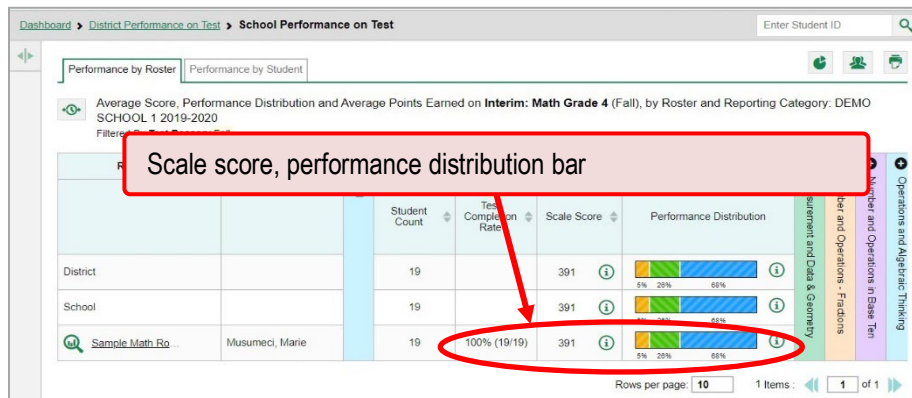 Dashboard > District Performance on Test > School Performance on Test
Enter Student ID
Performance by Roster
Performance by Student
Average Score, Performance Distribution and Average Points Earned on Interim: Math Grade 4 (Fall), by Roster and Reporting Category: DEMO
SCHOOL 1 2019-2020
Scale score, performance distribution bar
Student Count
Completion Rate
Scale Score
Performance Distribution
Measurement and Data & Geometry
Number and Operations - Fractions
Number and Operations in Base Ten
Operations and Algebraic Thinking
District 19 391
5% 26% 68%
School 19 391
5% 26% 68%
Sample Math Ro... Musumeci, Marie 19 100% (19/19) 391
5% 26% 68%
Rows per page: 10 1 Items : 1 of 1